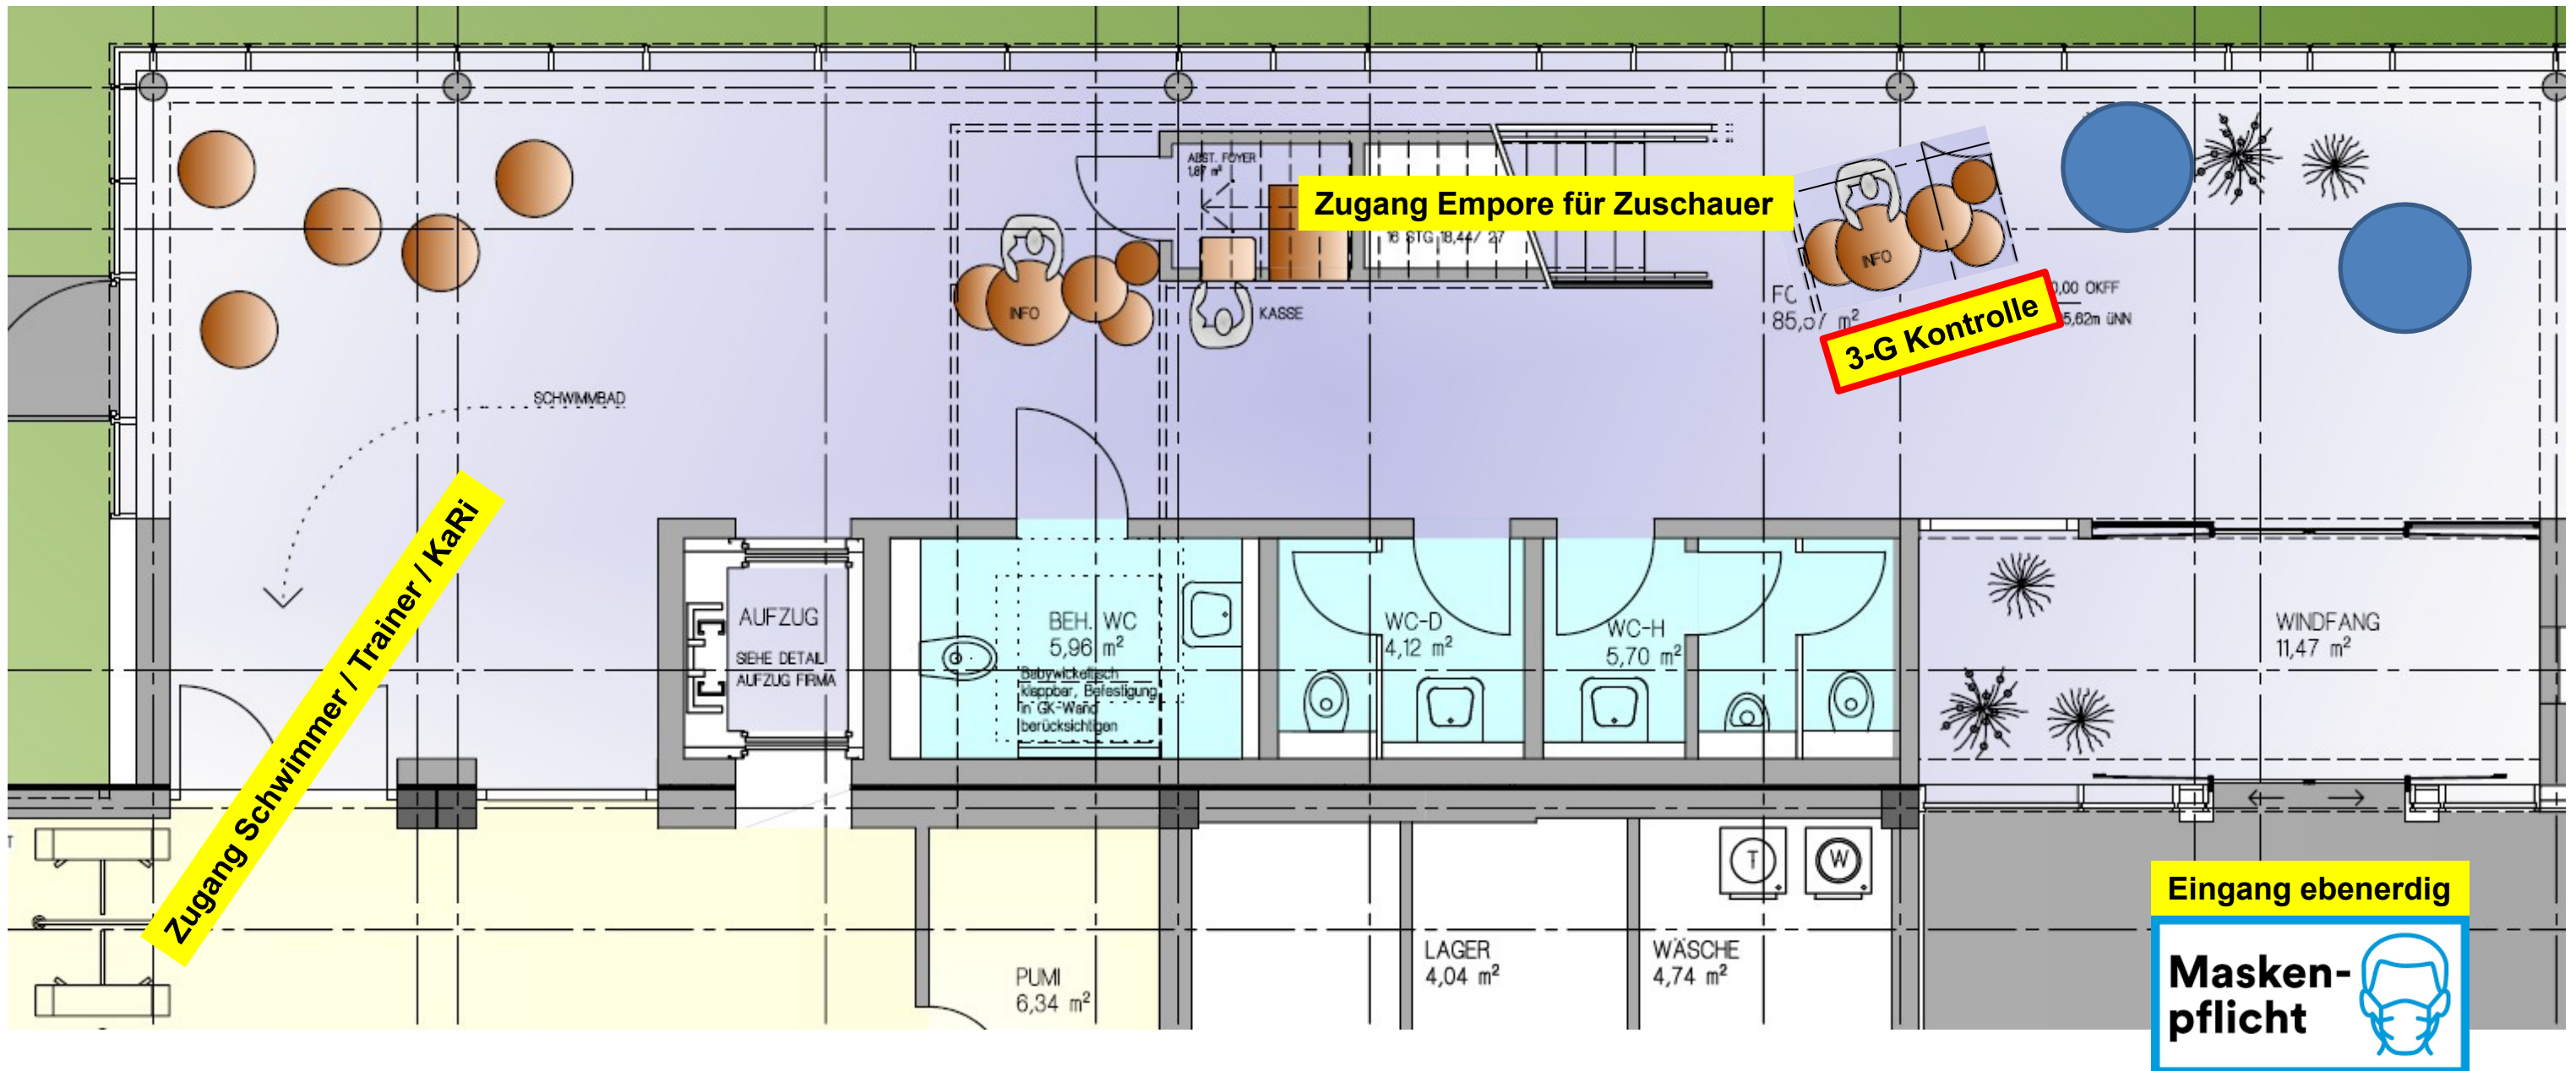 ABST. FOYER
1,87 m²
Zugang Empore für Zuschauer
16 STG 18,44/ 27
INFO
INFO
KASSE
0,00 OKFF
5,62m üNN
3-G Kontrolle
SCHWIMMBAD
Zugang Schwimmer / Trainer / KaRi
AUFZUG
SIEHE DETAIL
AUFZUG FIRMA
BEH. WC
5,96 m²
Babywickeltisch
klappbar, Befestigung
in GK-Wand
berücksichtigen
WC-D
4,12 m²
WC-H
5,70 m²
WINDFANG
11,47 m²
T
T
W
Eingang ebenerdig
PUMI
6,34 m²
LAGER
4,04 m²
WÄSCHE
4,74 m²
Masken-
pflicht